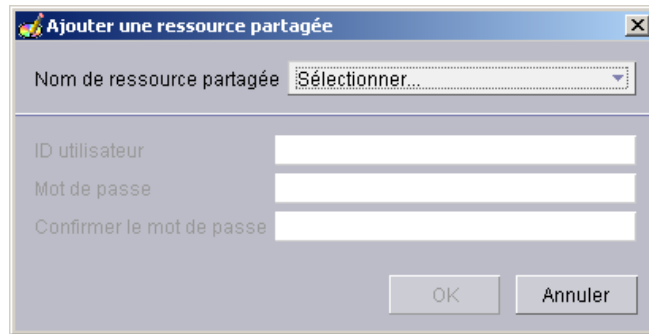 Ajouter une ressource partagée
Nom de ressource partagée Sélectionner...
ID utilisateur
Mot de passe
Confirmer le mot de passe
OK Annuler